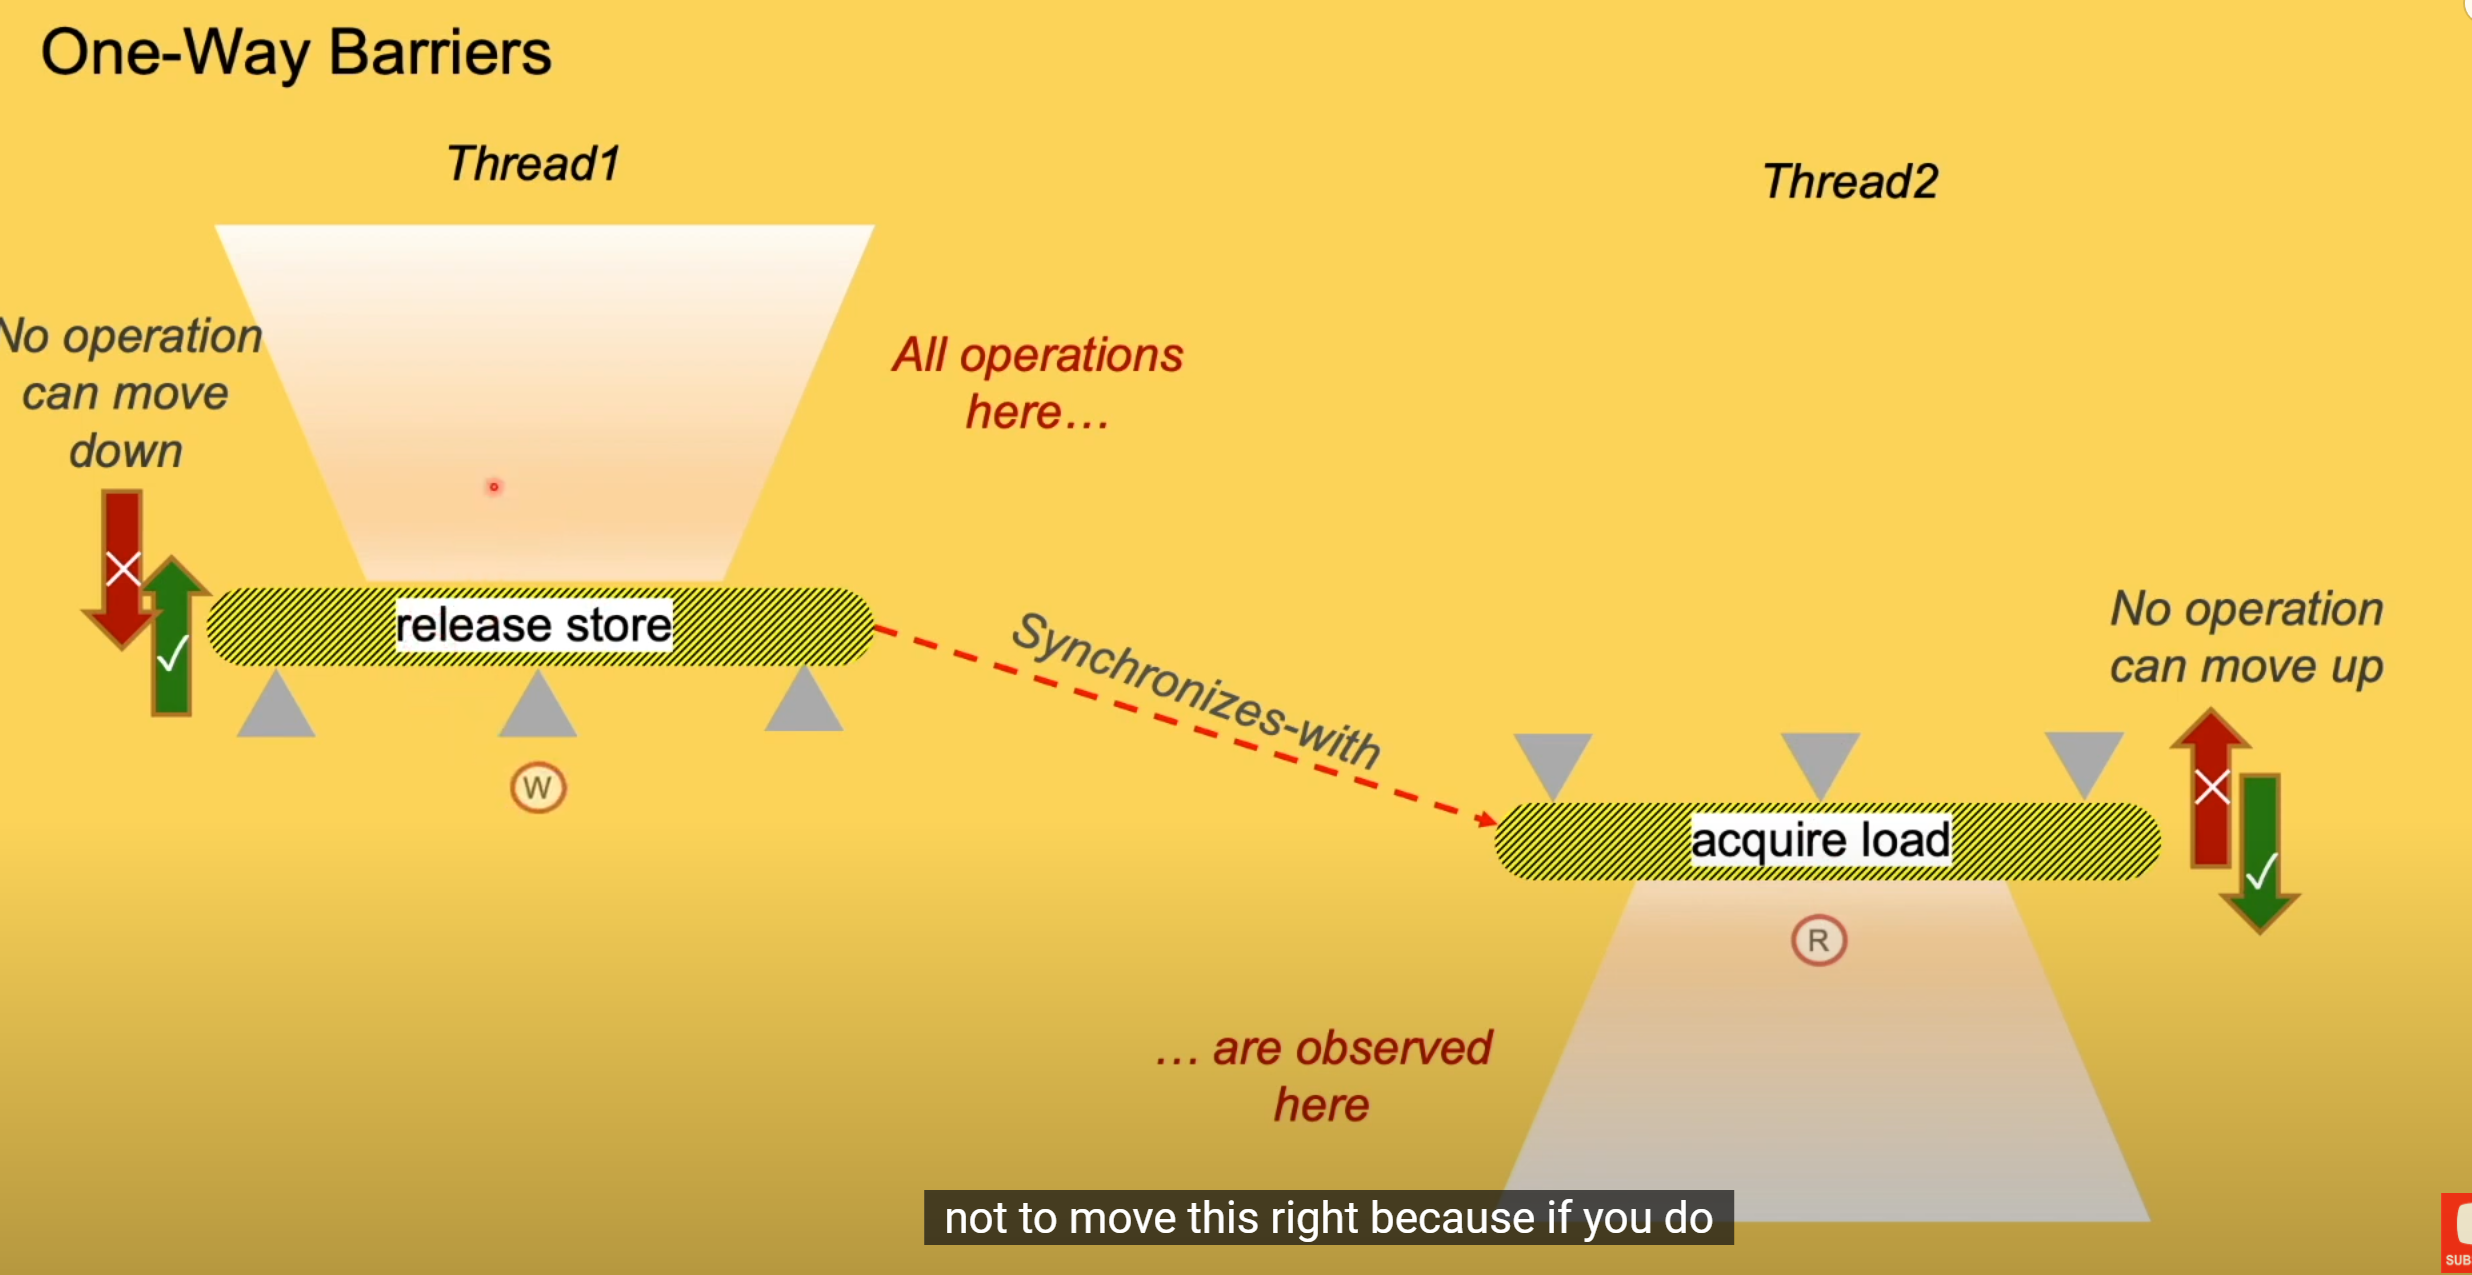 One-Way Barriers
Thread1
Thread2
No operation
can move
down
All operations
here...
release store
Synchronizes-with
W
No operation
can move up
acquire load
R
... are observed
here
not to move this right because if you do
SUB